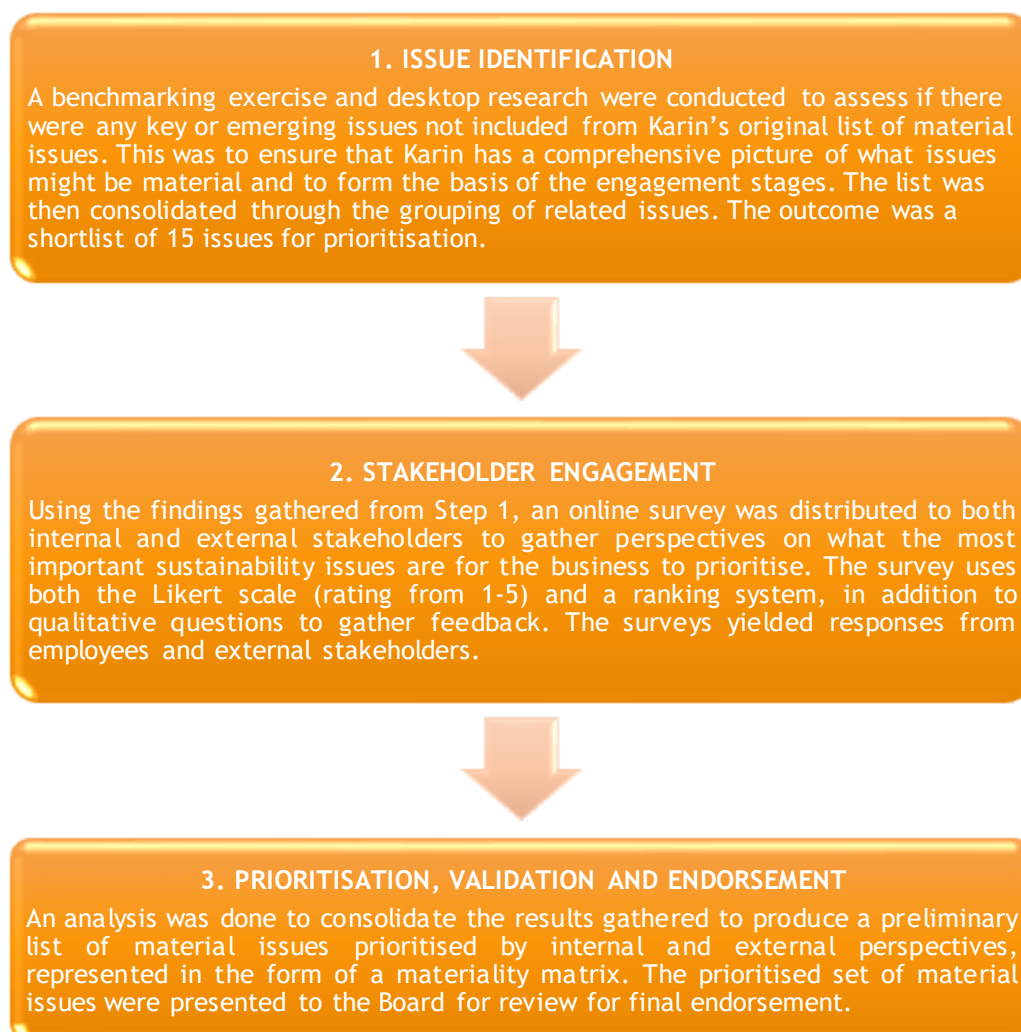 1. ISSUE IDENTIFICATION
A benchmarking exercise and desktop research were conducted to assess if there
were any key or emerging issues not included from Karin’s original list of material
issues. This was to ensure that Karin has a comprehensive picture of what issues
might be material and to form the basis of the engagement stages. The list was
then consolidated through the grouping of related issues. The outcome was a
shortlist of 15 issues for prioritisation.
2. STAKEHOLDER ENGAGEMENT
Using the findings gathered from Step 1, an online survey was distributed to both
internal and external stakeholders to gather perspectives on what the most
important sustainability issues are for the business to prioritise. The survey uses
both the Likert scale (rating from 1-5) and a ranking system, in addition to
qualitative questions to gather feedback. The surveys yielded responses from
employees and external stakeholders.
3. PRIORITISATION, VALIDATION AND ENDORSEMENT
An analysis was done to consolidate the results gathered to produce a preliminary
list of material issues prioritised by internal and external perspectives,
represented in the form of a materiality matrix. The prioritised set of material
issues were presented to the Board for review for final endorsement.